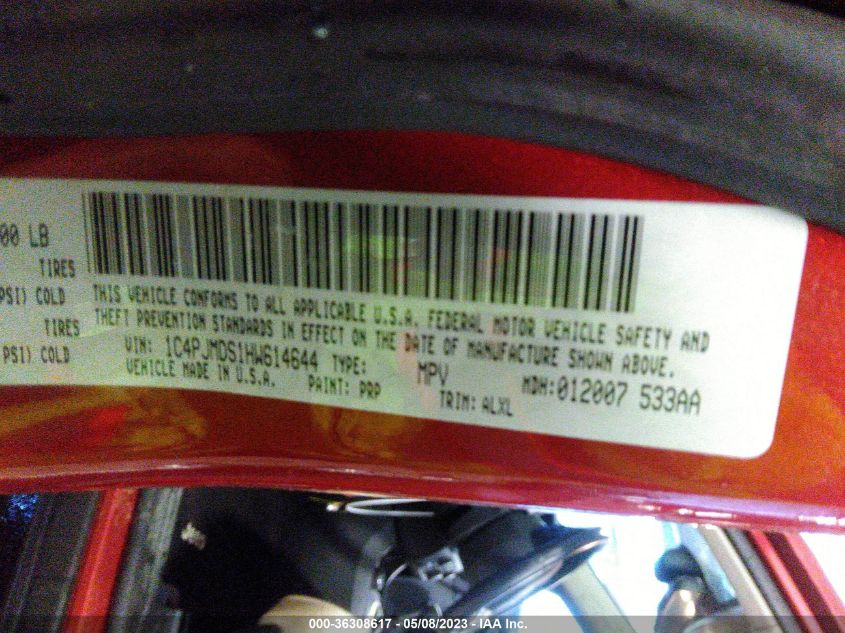 00 LB
TIRES
PSI) COLD
TIRES
PSI) COLD
THIS VEHICLE CONFORMS TO ALL APPLICABLE U.S.A. FEDERAL MOTOR VEHICLE SAFETY AND
THEFT PREVENTION STANDARDS IN EFFECT ON THE DATE OF MANUFACTURE SHOWN ABOVE.
VIN: 1C4PJMDS1HW614644 TYPE: MPV MDH:012007 533AA
VEHICLE MADE IN U.S.A. PAINT: PRP TRIM: ALXL
000-36308617 - 05/08/2023 - IAA Inc.